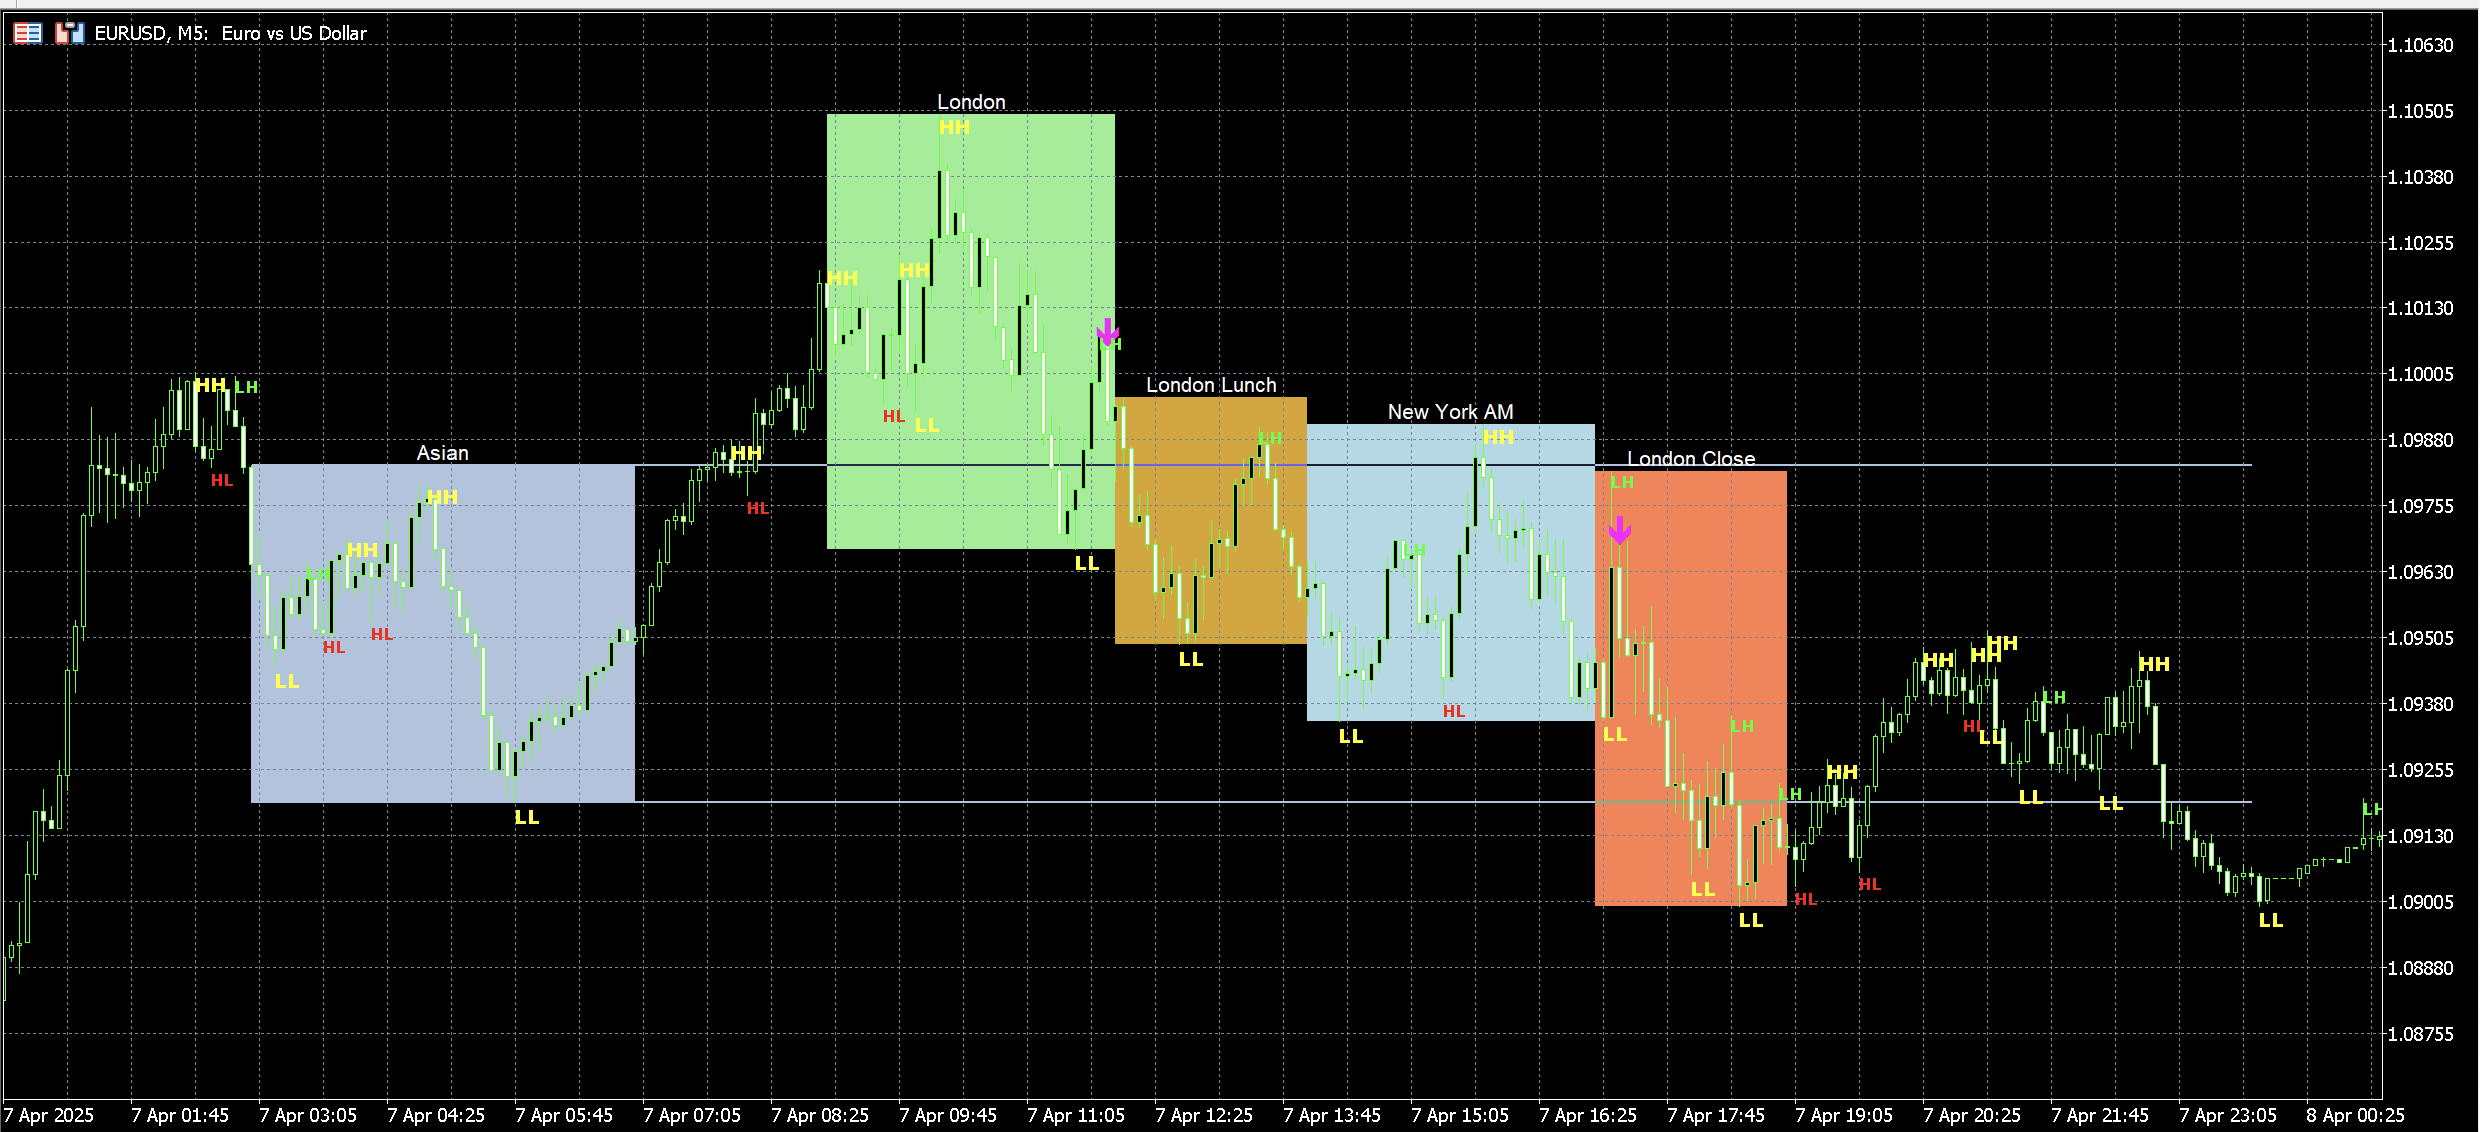 EURUSD, M5: Euro vs US Dollar
1.10630
London
1.10505
HH
1.10380
1.10255
HH
HH
1.10130
LH
1.10005
HH
LH
London Lunch
New York AM
HL
LL
1.09880
LH
HH
Asian
HH
London Close
HL
LH
HH
HL
1.09755
HH
LH
LL
1.09630
LH
HL
HL
1.09505
HH
LL
HH
HH
HH
LL
LH
HL
1.09380
LL
LL
LH
HL
LL
HH
1.09255
LH
LL
LL
LL
LH
1.09130
LL
HL
HL
1.09005
LL
LL
1.08880
1.08755
7 Apr 2025
7 Apr 01:45
7 Apr 03:05
7 Apr 04:25
7 Apr 05:45
7 Apr 07:05
7 Apr 08:25
7 Apr 09:45
7 Apr 11:05
7 Apr 12:25
7 Apr 13:45
7 Apr 15:05
7 Apr 16:25
7 Apr 17:45
7 Apr 19:05
7 Apr 20:25
7 Apr 21:45
7 Apr 23:05
8 Apr 00:25